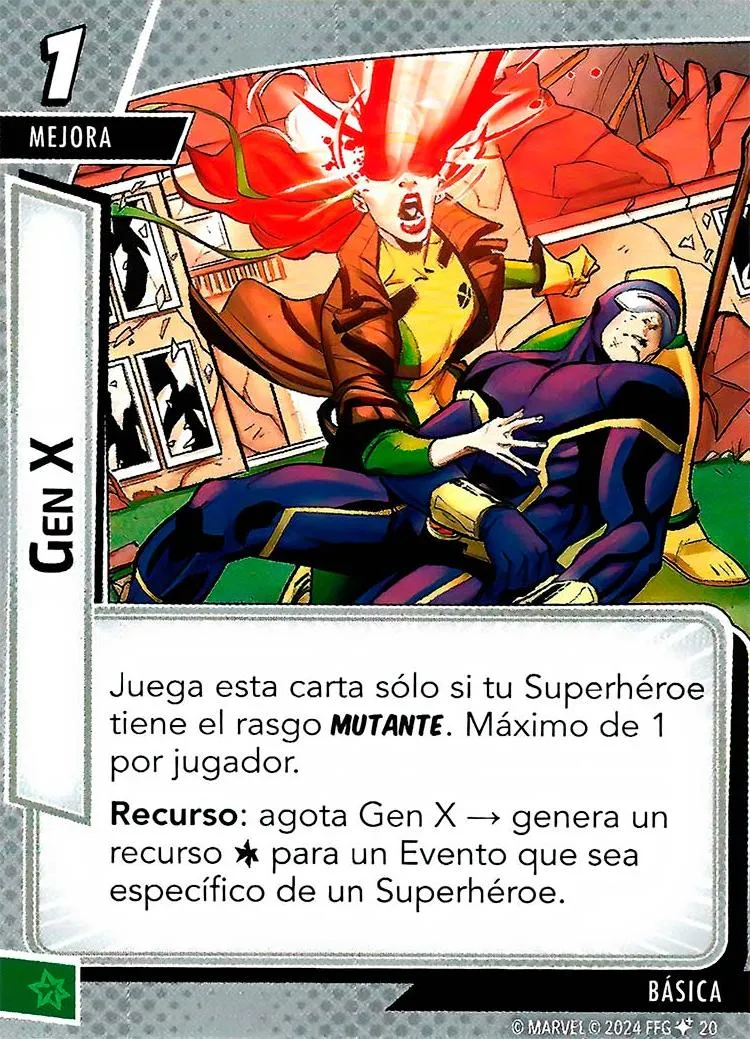 1
MEJORA
GEN X
Juega esta carta sólo si tu Superhéroe
tiene el rasgo MUTANTE. Máximo de 1
por jugador.
Recurso: agota Gen X → genera un
recurso para un Evento que sea
específico de un Superhéroe.
BÁSICA
© MARVEL © 2024 FFG 20